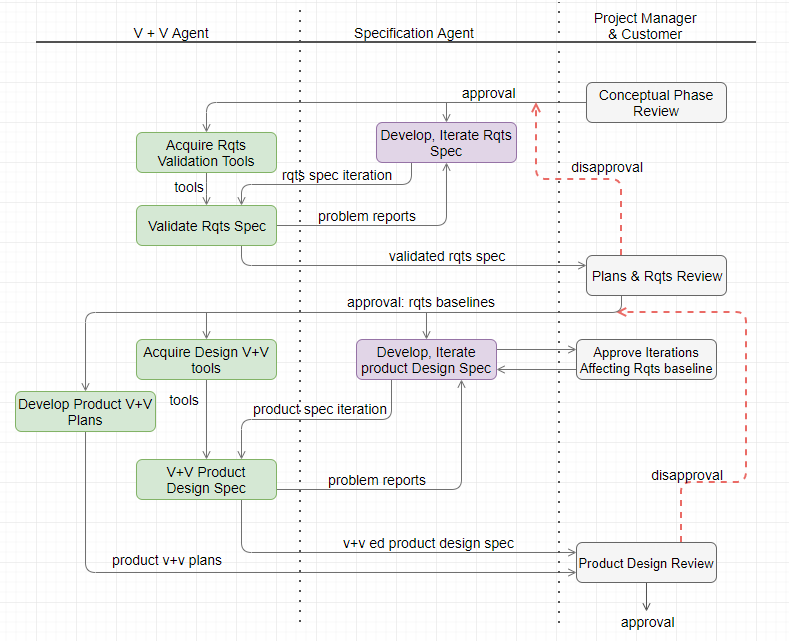 V + V Agent
Specification Agent
Project Manager
& Customer
approval
Conceptual Phase
Review
Acquire Rqts
Validation Tools
Develop, Iterate Rqts
Spec
disapproval
rqts spec iteration
tools
problem reports
Validate Rqts Spec
validated rqts spec
Plans & Rqts Review
approval: rqts baselines
Acquire Design V+V
tools
Develop, Iterate
product Design Spec
Approve Iterations
Affecting Rqts baseline
Develop Product V+V
Plans
tools
product spec iteration
V+V Product
Design Spec
problem reports
disapproval
v+v ed product design spec
product v+v plans
Product Design Review
approval